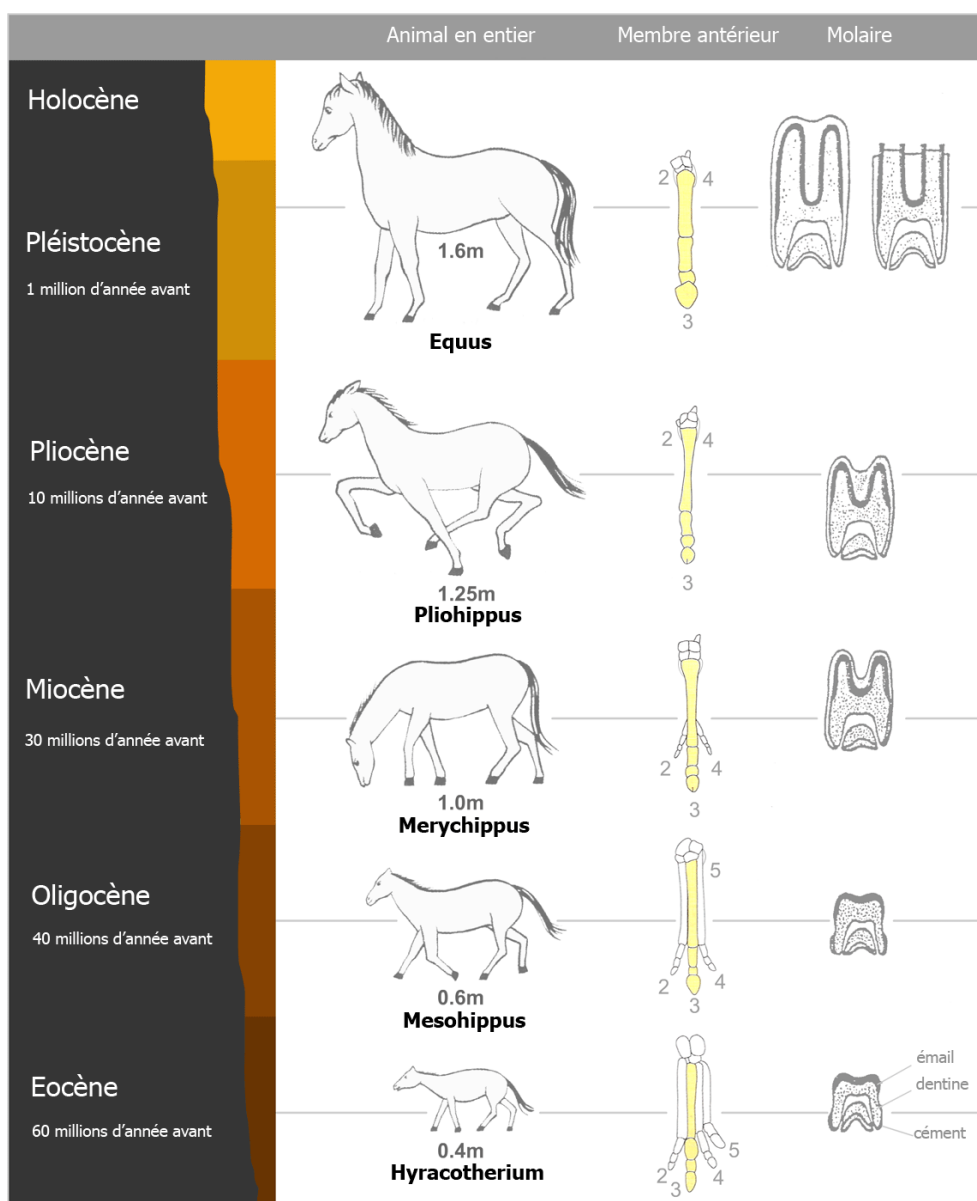 Animal en entier Membre antérieur Molaire
Holocène
2 4
Pléistocène
1.6m
1 million d'année avant
3
Equus
2 4
Pliocène
10 millions d'année avant
3
1.25m
Pliohippus
Miocène
30 millions d'année avant
2 4
1.0m
3
Merychippus
5
Oligocène
40 millions d'année avant
2 4
0.6m
3
Mesohippus
émail
Eocène
dentine
60 millions d'année avant
cément
5
0.4m
2 4
Hyracotherium
3